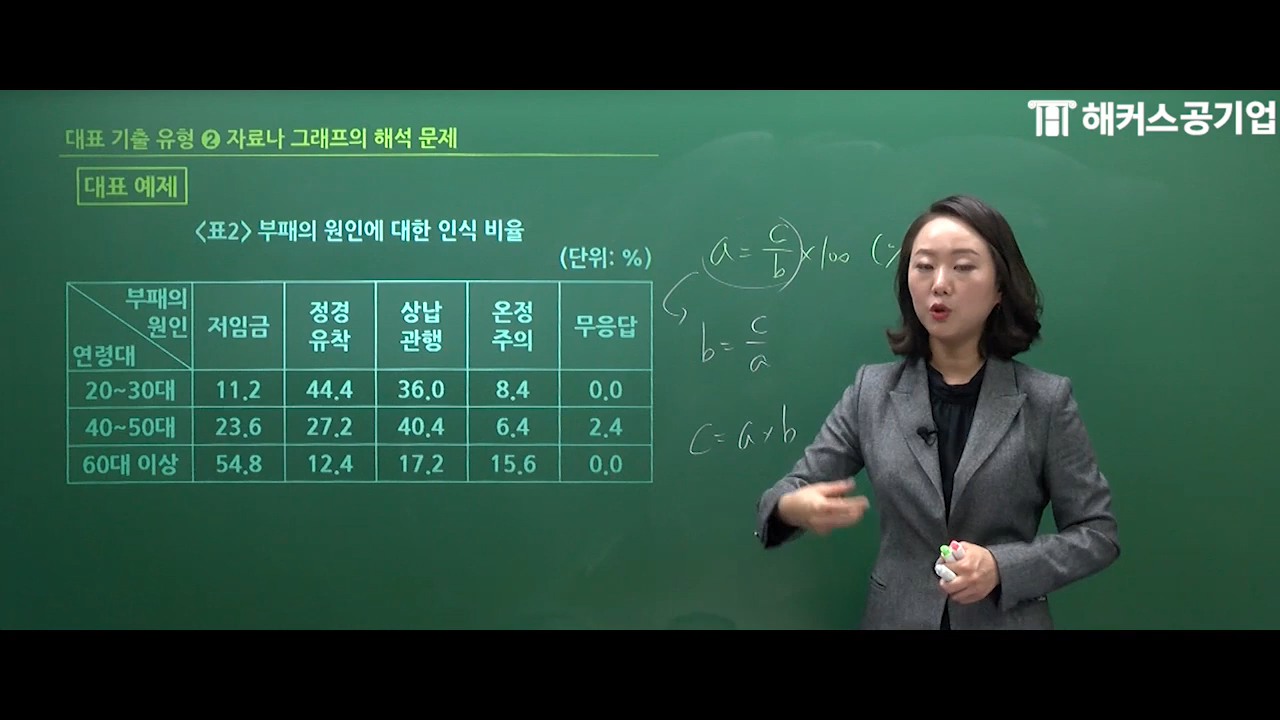 해커스공기업
대표 기출 유형 ❷ 자료나 그래프의 해석 문제
대표 예제
<표2> 부패의 원인에 대한 인식 비율
(단위: %)
부패의 원인 연령대 저임금 정경 유착 상납 관행 온정 주의 무응답
20~30대 11.2 44.4 36.0 8.4 0.0
40~50대 23.6 27.2 40.4 6.4 2.4
60대 이상 54.8 12.4 17.2 15.6 0.0
a = c/b × 100
b = c/a
c = a × b